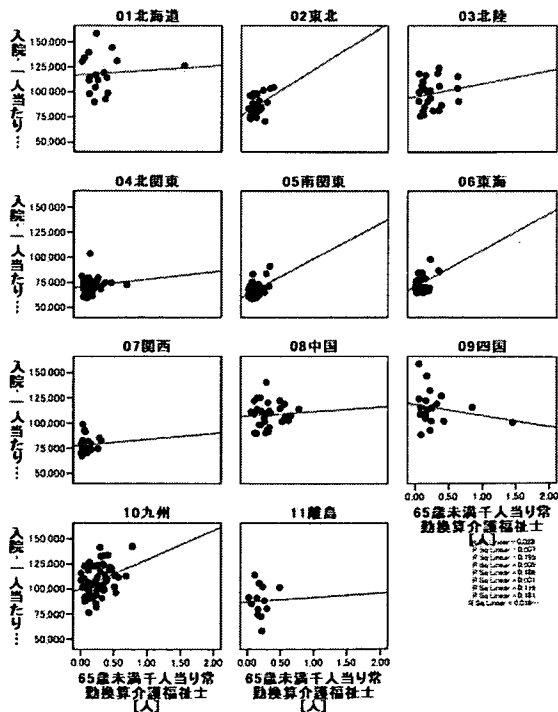 01北海道 02東北 03北陸
入院,一人当たり…
150,000
125,000
100,000
75,000
50,000
04北関東 05南関東 06東海
入院,一人当たり…
150,000
125,000
100,000
75,000
50,000
07関西 08中国 09四国
入院,一人当たり…
150,000
125,000
100,000
75,000
50,000
0.00 0.50 1.00 1.50 2.00
10九州 11離島
65歳未満千人当り常
勤換算介護福祉士
[人]
入院,一人当たり…
150,000
125,000
100,000
75,000
50,000
0.00 0.50 1.00 1.50 2.00 0.00 0.50 1.00 1.50 2.00
65歳未満千人当り常 65歳未満千人当り常
勤換算介護福祉士 勤換算介護福祉士
[人] [人]